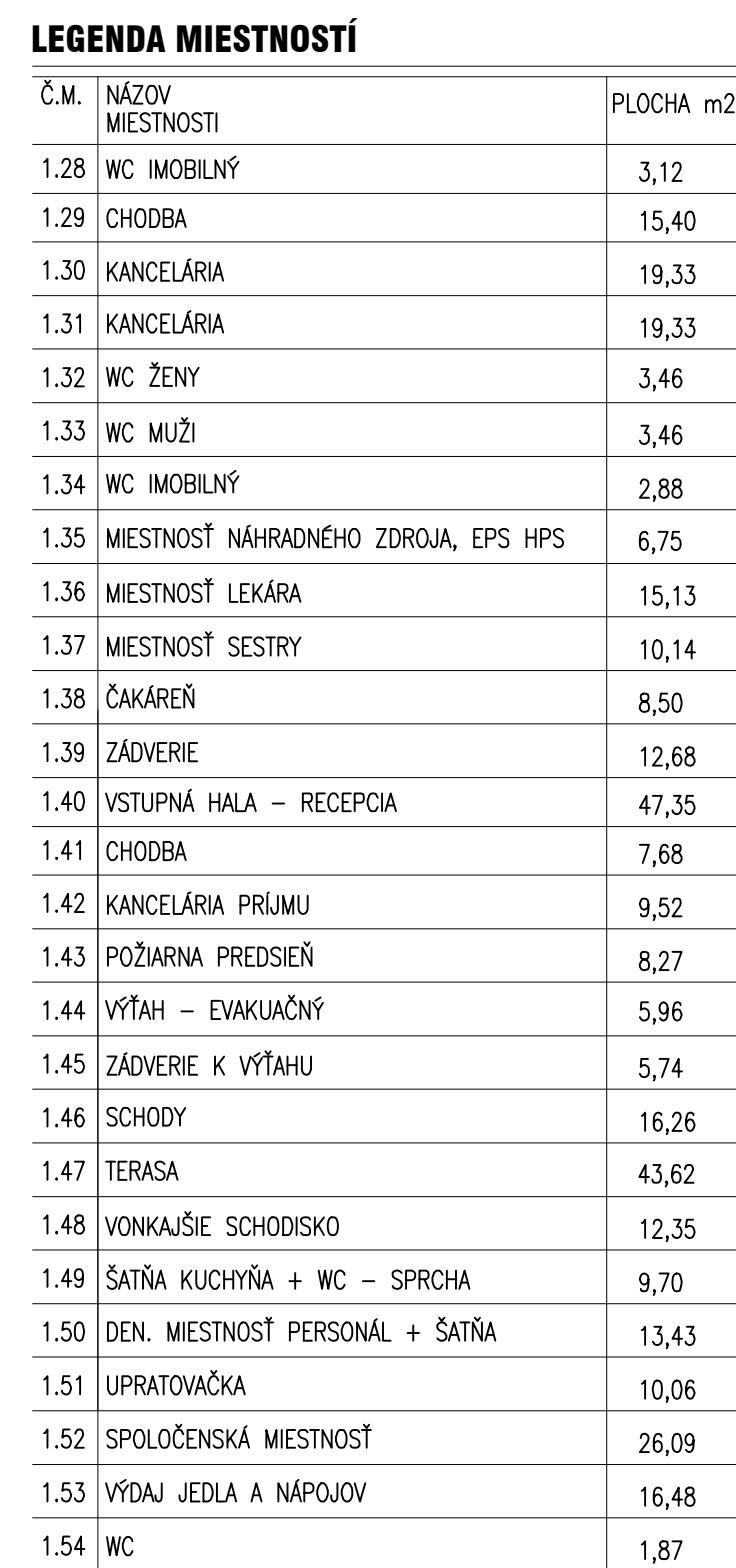 LEGENDA MIESTNOSTÍ
Č.M. NÁZOV MIESTNOSTI PLOCHA m2
1.28 WC IMOBILNÝ 3,12
1.29 CHODBA 15,40
1.30 KANCELÁRIA 19,33
1.31 KANCELÁRIA 19,33
1.32 WC ŽENY 3,46
1.33 WC MUŽI 3,46
1.34 WC IMOBILNÝ 2,88
1.35 MIESTNOSŤ NÁHRADNÉHO ZDROJA, EPS HPS 6,75
1.36 MIESTNOSŤ LEKÁRA 15,13
1.37 MIESTNOSŤ SESTRY 10,14
1.38 ČAKÁREŇ 8,50
1.39 ZÁDVERIE 12,68
1.40 VSTUPNÁ HALA – RECEPCIA 47,35
1.41 CHODBA 7,68
1.42 KANCELÁRIA PRÍJMU 9,52
1.43 POŽIARNA PREDSIEŇ 8,27
1.44 VÝŤAH – EVAKUAČNÝ 5,96
1.45 ZÁDVERIE K VÝŤAHU 5,74
1.46 SCHODY 16,26
1.47 TERASA 43,62
1.48 VONKAJŠIE SCHODISKO 12,35
1.49 ŠATŇA KUCHYŇA + WC – SPRCHA 9,70
1.50 DEN. MIESTNOSŤ PERSONÁL + ŠATŇA 13,43
1.51 UPRATOVAČKA 10,06
1.52 SPOLOČENSKÁ MIESTNOSŤ 26,09
1.53 VÝDAJ JEDLA A NÁPOJOV 16,48
1.54 WC 1,87